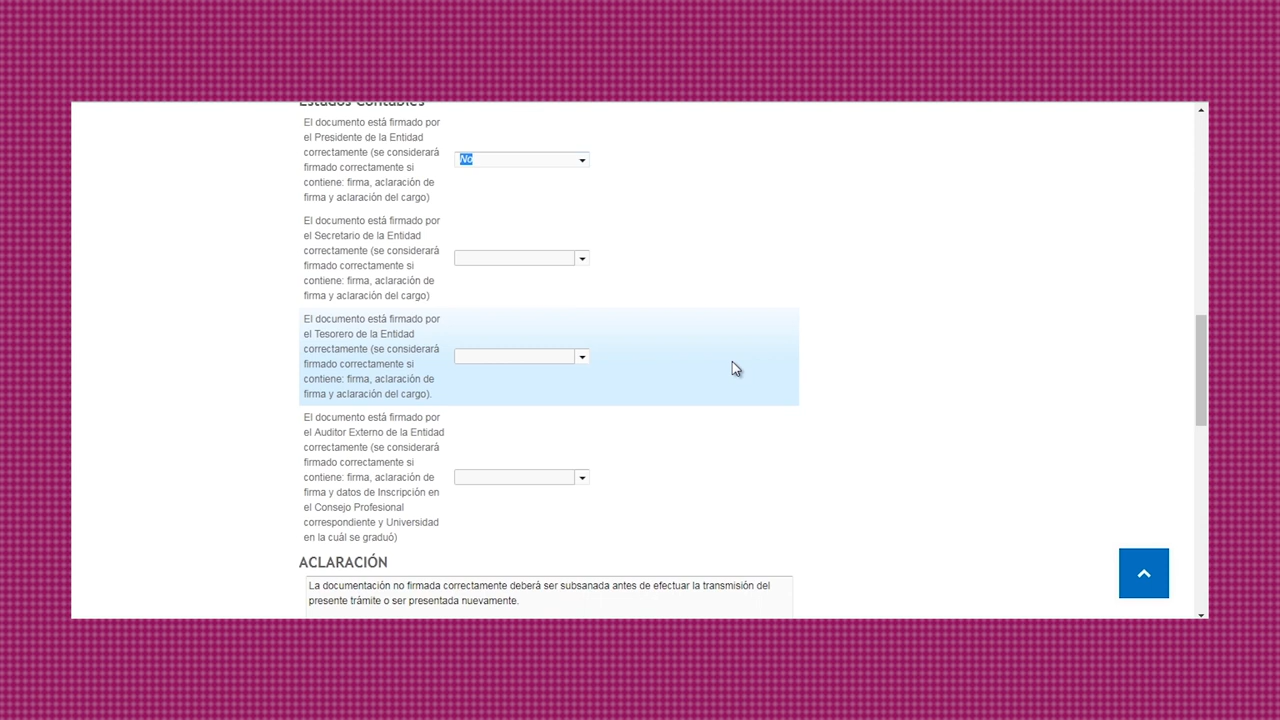 Estados Contables
El documento está firmado por
el Presidente de la Entidad
correctamente (se considerará
firmado correctamente si
contiene: firma, aclaración de
firma y aclaración del cargo)
No
El documento está firmado por
el Secretario de la Entidad
correctamente (se considerará
firmado correctamente si
contiene: firma, aclaración de
firma y aclaración del cargo)
El documento está firmado por
el Tesorero de la Entidad
correctamente (se considerará
firmado correctamente si
contiene: firma, aclaración de
firma y aclaración del cargo).
El documento está firmado por
el Auditor Externo de la Entidad
correctamente (se considerará
firmado correctamente si
contiene: firma, aclaración de
firma y datos de Inscripción en
el Consejo Profesional
correspondiente y Universidad
en la cuál se graduó)
ACLARACIÓN
La documentación no firmada correctamente deberá ser subsanada antes de efectuar la transmisión del
presente trámite o ser presentada nuevamente.